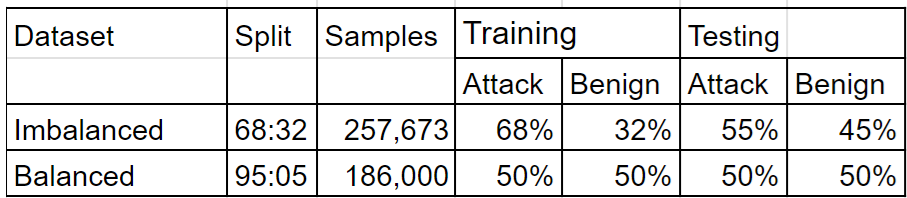 Dataset Split Samples Training Testing
Attack Benign Attack Benign
Imbalanced 68:32 257,673 68% 32% 55% 45%
Balanced 95:05 186,000 50% 50% 50% 50%